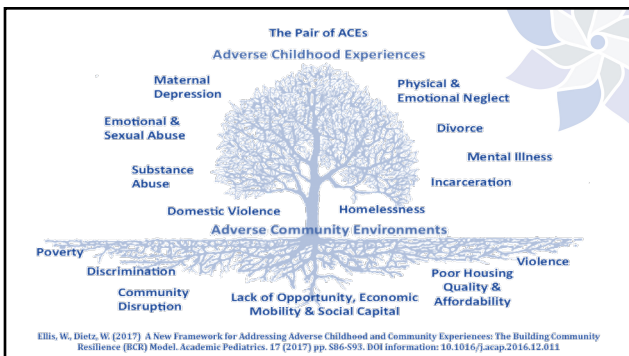 The Pair of ACEs
Adverse Childhood Experiences
Maternal
Depression
Physical &
Emotional Neglect
Emotional &
Sexual Abuse
Divorce
Mental Illness
Substance
Abuse
Incarceration
Domestic Violence
Homelessness
Adverse Community Environments
Poverty
Violence
Discrimination
Poor Housing
Quality &
Affordability
Community
Disruption
Lack of Opportunity, Economic
Mobility & Social Capital
Ellis, W., Dietz, W. (2017) A New Framework for Addressing Adverse Childhood and Community Experiences: The Building Community
Resilience (BCR) Model. Academic Pediatrics. 17 (2017) pp. S86-S93. DOI information: 10.1016/j.acap.2016.12.011